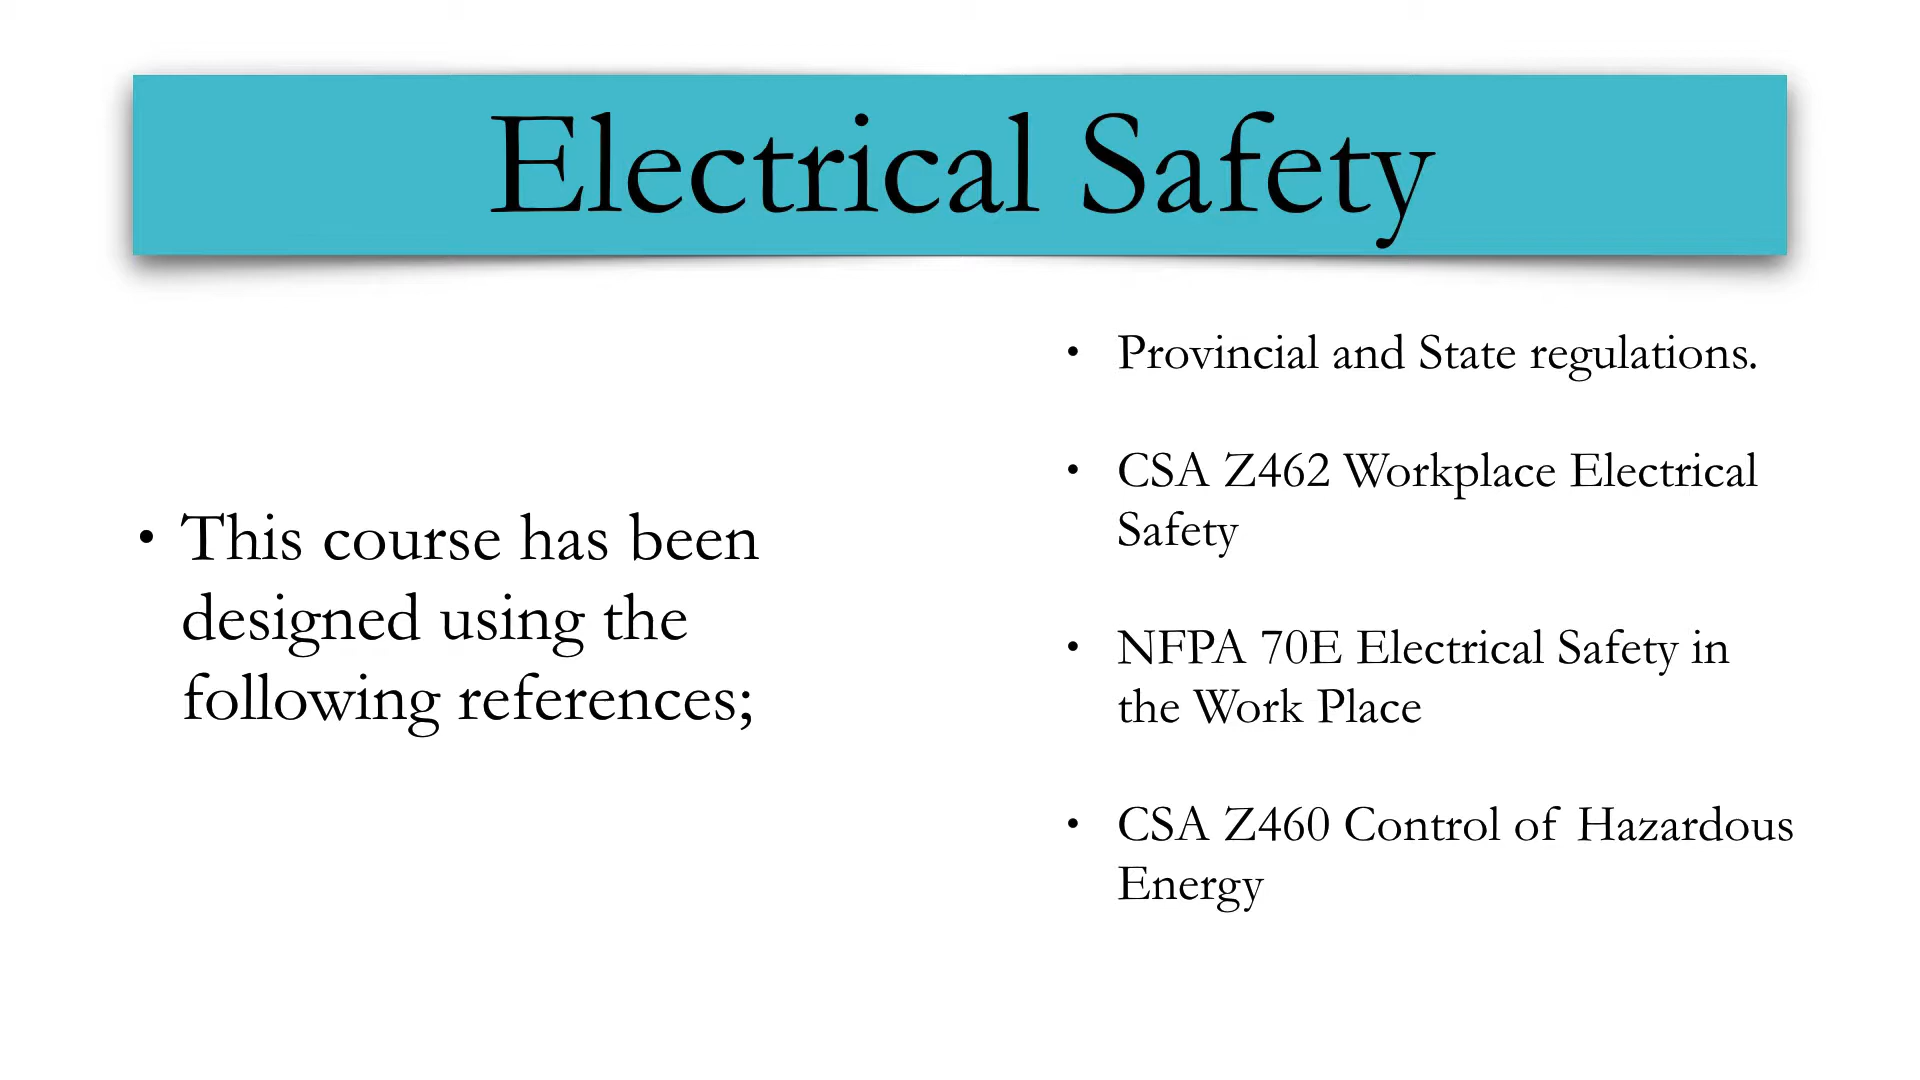 Electrical Safety
• This course has been
designed using the
following references;
• Provincial and State regulations.
• CSA Z462 Workplace Electrical
Safety
• NFPA 70E Electrical Safety in
the Work Place
• CSA Z460 Control of Hazardous
Energy